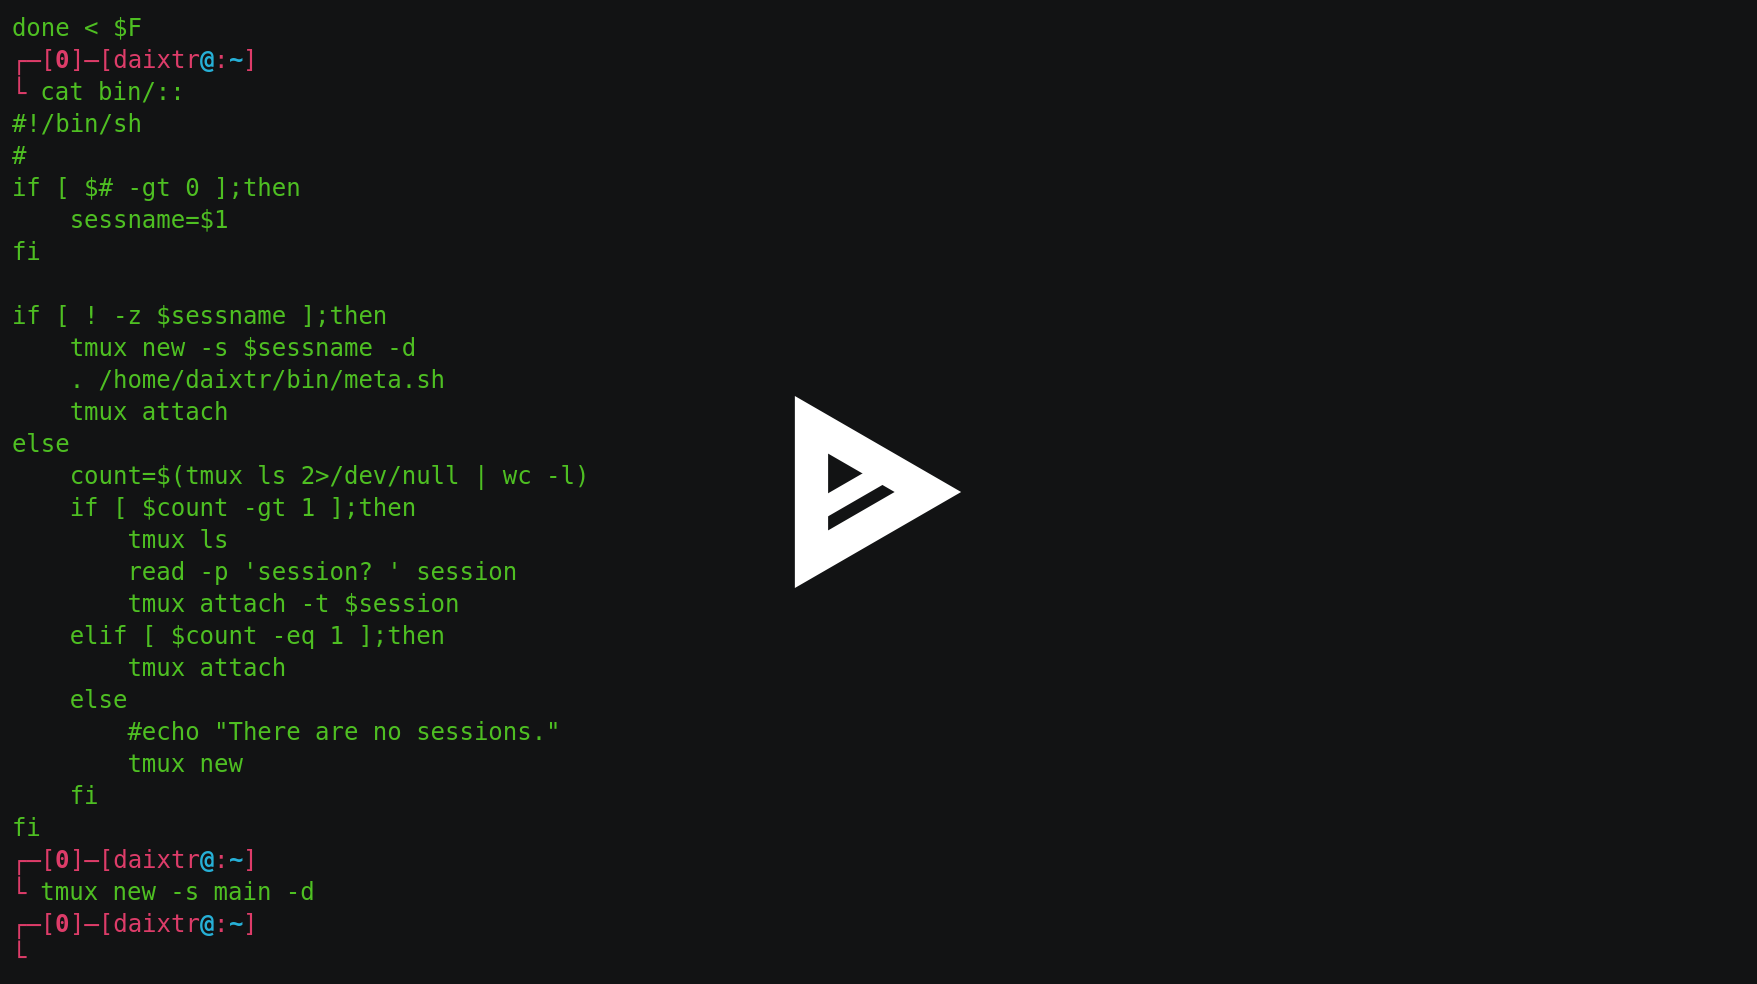 done < $F
┌─[0]─[daixtr@:~]
└ cat bin/::
#!/bin/sh
#
if [ $# -gt 0 ];then
    sessname=$1
fi

if [ ! -z $sessname ];then
    tmux new -s $sessname -d
    . /home/daixtr/bin/meta.sh
    tmux attach
else
    count=$(tmux ls 2>/dev/null | wc -l)
    if [ $count -gt 1 ];then
        tmux ls
        read -p 'session? ' session
        tmux attach -t $session
    elif [ $count -eq 1 ];then
        tmux attach
    else
        #echo "There are no sessions."
        tmux new
    fi
fi
┌─[0]─[daixtr@:~]
└ tmux new -s main -d
┌─[0]─[daixtr@:~]
└